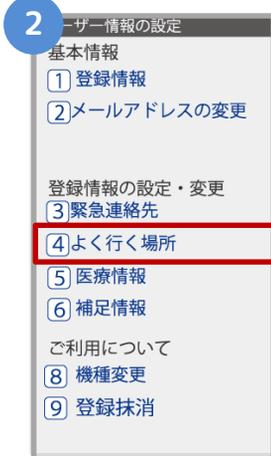 2
ーザー情報の設定
基本情報
1 登録情報
2 メールアドレスの変更
登録情報の設定・変更
3 緊急連絡先
4 よく行く場所
5 医療情報
6 補足情報
ご利用について
8 機種変更
9 登録抹消